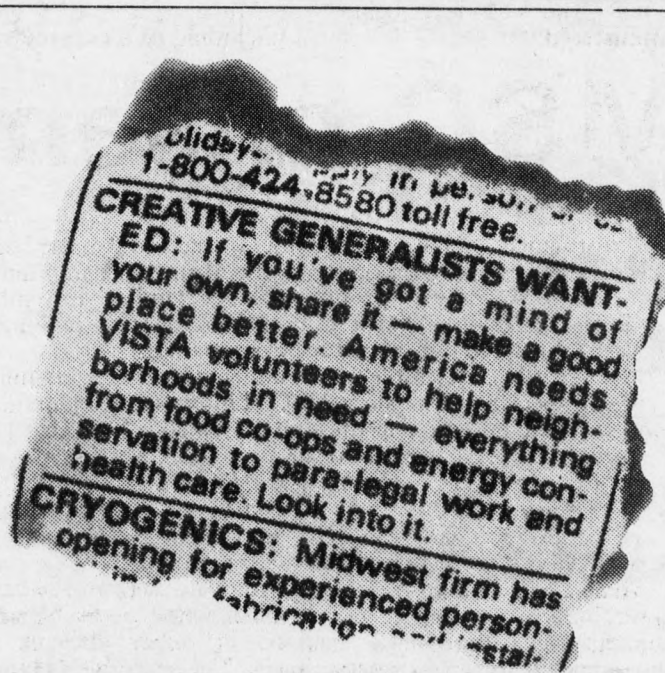 in
1-800-424-8580 toll free.
CREATIVE GENERALISTS WANT-
ED: If you've got a mind of
your own, share it — make a good
place better. America needs
VISTA volunteers to help neigh-
borhoods in need — everything
from food co-ops and energy con-
servation to para-legal work and
health care. Look into it.
CRYOGENICS: Midwest firm has
opening for experienced person-
fabrication and